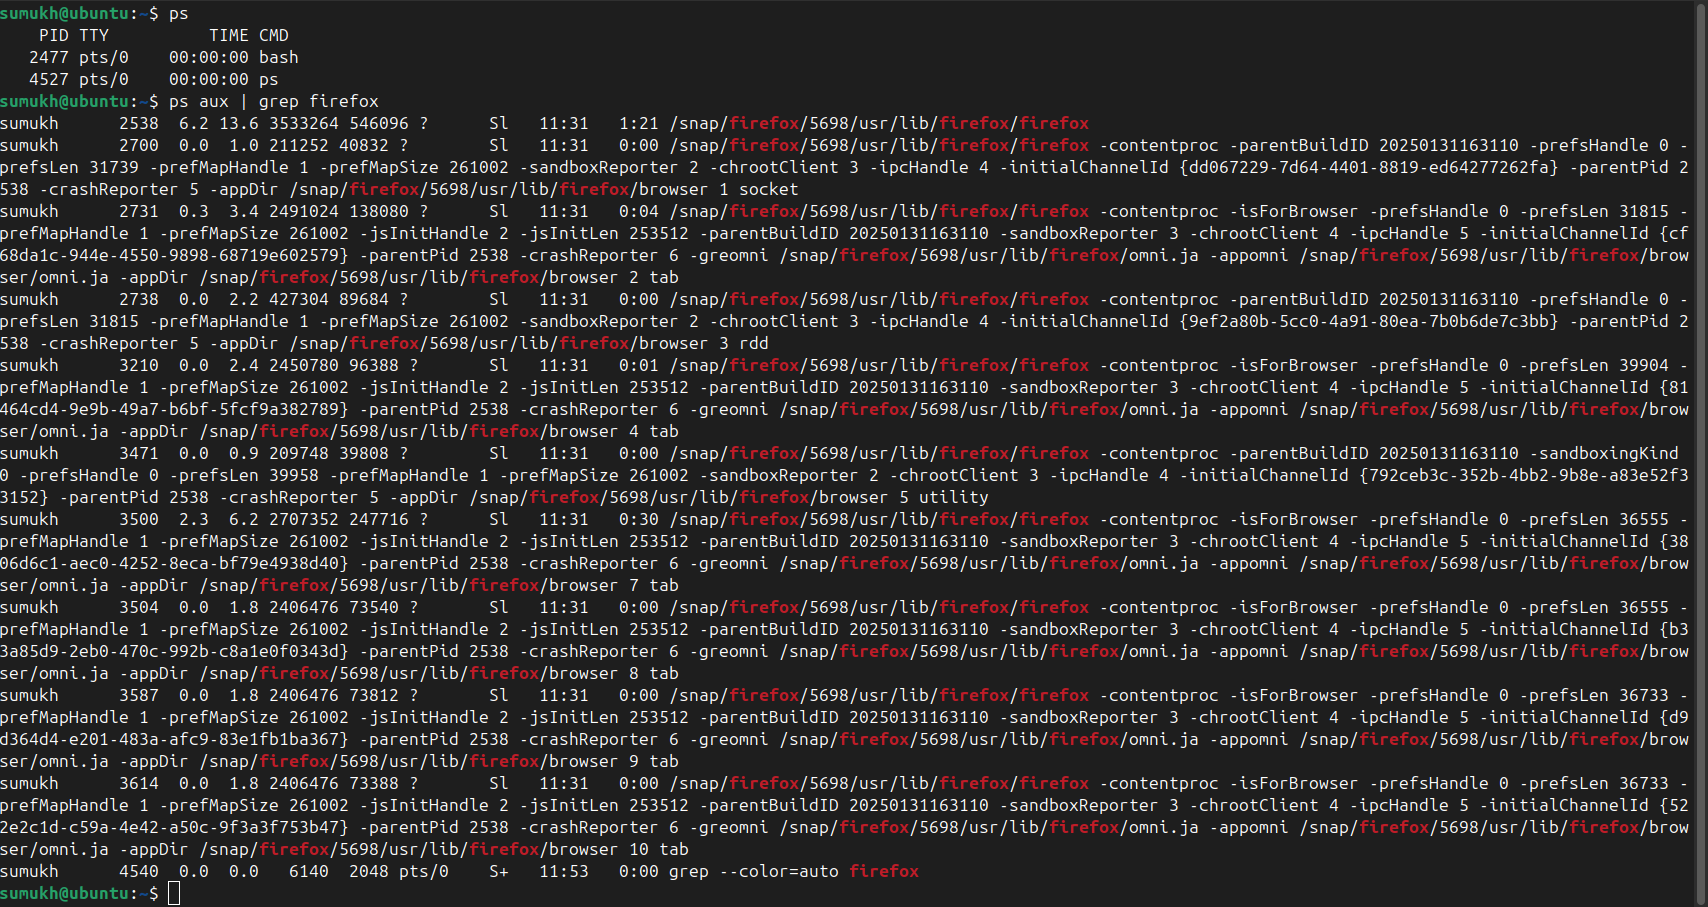 sumukh@ubuntu:~$ ps
    PID TTY          TIME CMD
   2477 pts/0    00:00:00 bash
   4527 pts/0    00:00:00 ps
sumukh@ubuntu:~$ ps aux | grep firefox
sumukh      2538  6.2 13.6 3533264 546096 ?      Sl   11:31   1:21 /snap/firefox/5698/usr/lib/firefox/firefox
sumukh      2700  0.0  1.0 211252 40832 ?        Sl   11:31   0:00 /snap/firefox/5698/usr/lib/firefox/firefox -contentproc -parentBuildID 20250131163110 -prefsHandle 0 -
prefsLen 31739 -prefMapHandle 1 -prefMapSize 261002 -sandboxReporter 2 -chrootClient 3 -ipcHandle 4 -initialChannelId {dd067229-7d64-4401-8819-ed64277262fa} -parentPid 2
538 -crashReporter 5 -appDir /snap/firefox/5698/usr/lib/firefox/browser 1 socket
sumukh      2731  0.3  3.4 2491024 138080 ?      Sl   11:31   0:04 /snap/firefox/5698/usr/lib/firefox/firefox -contentproc -isForBrowser -prefsHandle 0 -prefsLen 31815 -
prefMapHandle 1 -prefMapSize 261002 -jsInitHandle 2 -jsInitLen 253512 -parentBuildID 20250131163110 -sandboxReporter 3 -chrootClient 4 -ipcHandle 5 -initialChannelId {cf
68da1c-944e-4550-9898-68719e602579} -parentPid 2538 -crashReporter 6 -greomni /snap/firefox/5698/usr/lib/firefox/omni.ja -appomni /snap/firefox/5698/usr/lib/firefox/brow
ser/omni.ja -appDir /snap/firefox/5698/usr/lib/firefox/browser 2 tab
sumukh      2738  0.0  2.2 427304 89684 ?        Sl   11:31   0:00 /snap/firefox/5698/usr/lib/firefox/firefox -contentproc -parentBuildID 20250131163110 -prefsHandle 0 -
prefsLen 31815 -prefMapHandle 1 -prefMapSize 261002 -sandboxReporter 2 -chrootClient 3 -ipcHandle 4 -initialChannelId {9ef2a80b-5cc0-4a91-80ea-7b0b6de7c3bb} -parentPid 2
538 -crashReporter 5 -appDir /snap/firefox/5698/usr/lib/firefox/browser 3 rdd
sumukh      3210  0.0  2.4 2450780 96388 ?       Sl   11:31   0:01 /snap/firefox/5698/usr/lib/firefox/firefox -contentproc -isForBrowser -prefsHandle 0 -prefsLen 39904 -
prefMapHandle 1 -prefMapSize 261002 -jsInitHandle 2 -jsInitLen 253512 -parentBuildID 20250131163110 -sandboxReporter 3 -chrootClient 4 -ipcHandle 5 -initialChannelId {81
464cd4-9e9b-49a7-b6bf-5fcf9a382789} -parentPid 2538 -crashReporter 6 -greomni /snap/firefox/5698/usr/lib/firefox/omni.ja -appomni /snap/firefox/5698/usr/lib/firefox/brow
ser/omni.ja -appDir /snap/firefox/5698/usr/lib/firefox/browser 4 tab
sumukh      3471  0.0  0.9 209748 39808 ?        Sl   11:31   0:00 /snap/firefox/5698/usr/lib/firefox/firefox -contentproc -parentBuildID 20250131163110 -sandboxingKind
0 -prefsHandle 0 -prefsLen 39958 -prefMapHandle 1 -prefMapSize 261002 -sandboxReporter 2 -chrootClient 3 -ipcHandle 4 -initialChannelId {792ceb3c-352b-4bb2-9b8e-a83e52f3
3152} -parentPid 2538 -crashReporter 5 -appDir /snap/firefox/5698/usr/lib/firefox/browser 5 utility
sumukh      3500  2.3  6.2 2707352 247716 ?      Sl   11:31   0:30 /snap/firefox/5698/usr/lib/firefox/firefox -contentproc -isForBrowser -prefsHandle 0 -prefsLen 36555 -
prefMapHandle 1 -prefMapSize 261002 -jsInitHandle 2 -jsInitLen 253512 -parentBuildID 20250131163110 -sandboxReporter 3 -chrootClient 4 -ipcHandle 5 -initialChannelId {38
06d6c1-aec0-4252-8eca-bf79e4938d40} -parentPid 2538 -crashReporter 6 -greomni /snap/firefox/5698/usr/lib/firefox/omni.ja -appomni /snap/firefox/5698/usr/lib/firefox/brow
ser/omni.ja -appDir /snap/firefox/5698/usr/lib/firefox/browser 7 tab
sumukh      3504  0.0  1.8 2406476 73540 ?       Sl   11:31   0:00 /snap/firefox/5698/usr/lib/firefox/firefox -contentproc -isForBrowser -prefsHandle 0 -prefsLen 36555 -
prefMapHandle 1 -prefMapSize 261002 -jsInitHandle 2 -jsInitLen 253512 -parentBuildID 20250131163110 -sandboxReporter 3 -chrootClient 4 -ipcHandle 5 -initialChannelId {b3
3a85d9-2eb0-470c-992b-c8a1e0f0343d} -parentPid 2538 -crashReporter 6 -greomni /snap/firefox/5698/usr/lib/firefox/omni.ja -appomni /snap/firefox/5698/usr/lib/firefox/brow
ser/omni.ja -appDir /snap/firefox/5698/usr/lib/firefox/browser 8 tab
sumukh      3587  0.0  1.8 2406476 73812 ?       Sl   11:31   0:00 /snap/firefox/5698/usr/lib/firefox/firefox -contentproc -isForBrowser -prefsHandle 0 -prefsLen 36733 -
prefMapHandle 1 -prefMapSize 261002 -jsInitHandle 2 -jsInitLen 253512 -parentBuildID 20250131163110 -sandboxReporter 3 -chrootClient 4 -ipcHandle 5 -initialChannelId {d9
d364d4-e201-483a-afc9-83e1fb1ba367} -parentPid 2538 -crashReporter 6 -greomni /snap/firefox/5698/usr/lib/firefox/omni.ja -appomni /snap/firefox/5698/usr/lib/firefox/brow
ser/omni.ja -appDir /snap/firefox/5698/usr/lib/firefox/browser 9 tab
sumukh      3614  0.0  1.8 2406476 73388 ?       Sl   11:31   0:00 /snap/firefox/5698/usr/lib/firefox/firefox -contentproc -isForBrowser -prefsHandle 0 -prefsLen 36733 -
prefMapHandle 1 -prefMapSize 261002 -jsInitHandle 2 -jsInitLen 253512 -parentBuildID 20250131163110 -sandboxReporter 3 -chrootClient 4 -ipcHandle 5 -initialChannelId {52
2e2c1d-c59a-4e42-a50c-9f3a3f753b47} -parentPid 2538 -crashReporter 6 -greomni /snap/firefox/5698/usr/lib/firefox/omni.ja -appomni /snap/firefox/5698/usr/lib/firefox/brow
ser/omni.ja -appDir /snap/firefox/5698/usr/lib/firefox/browser 10 tab
sumukh      4540  0.0  0.0   6140  2048 pts/0    S+   11:53   0:00 grep --color=auto firefox
sumukh@ubuntu:~$